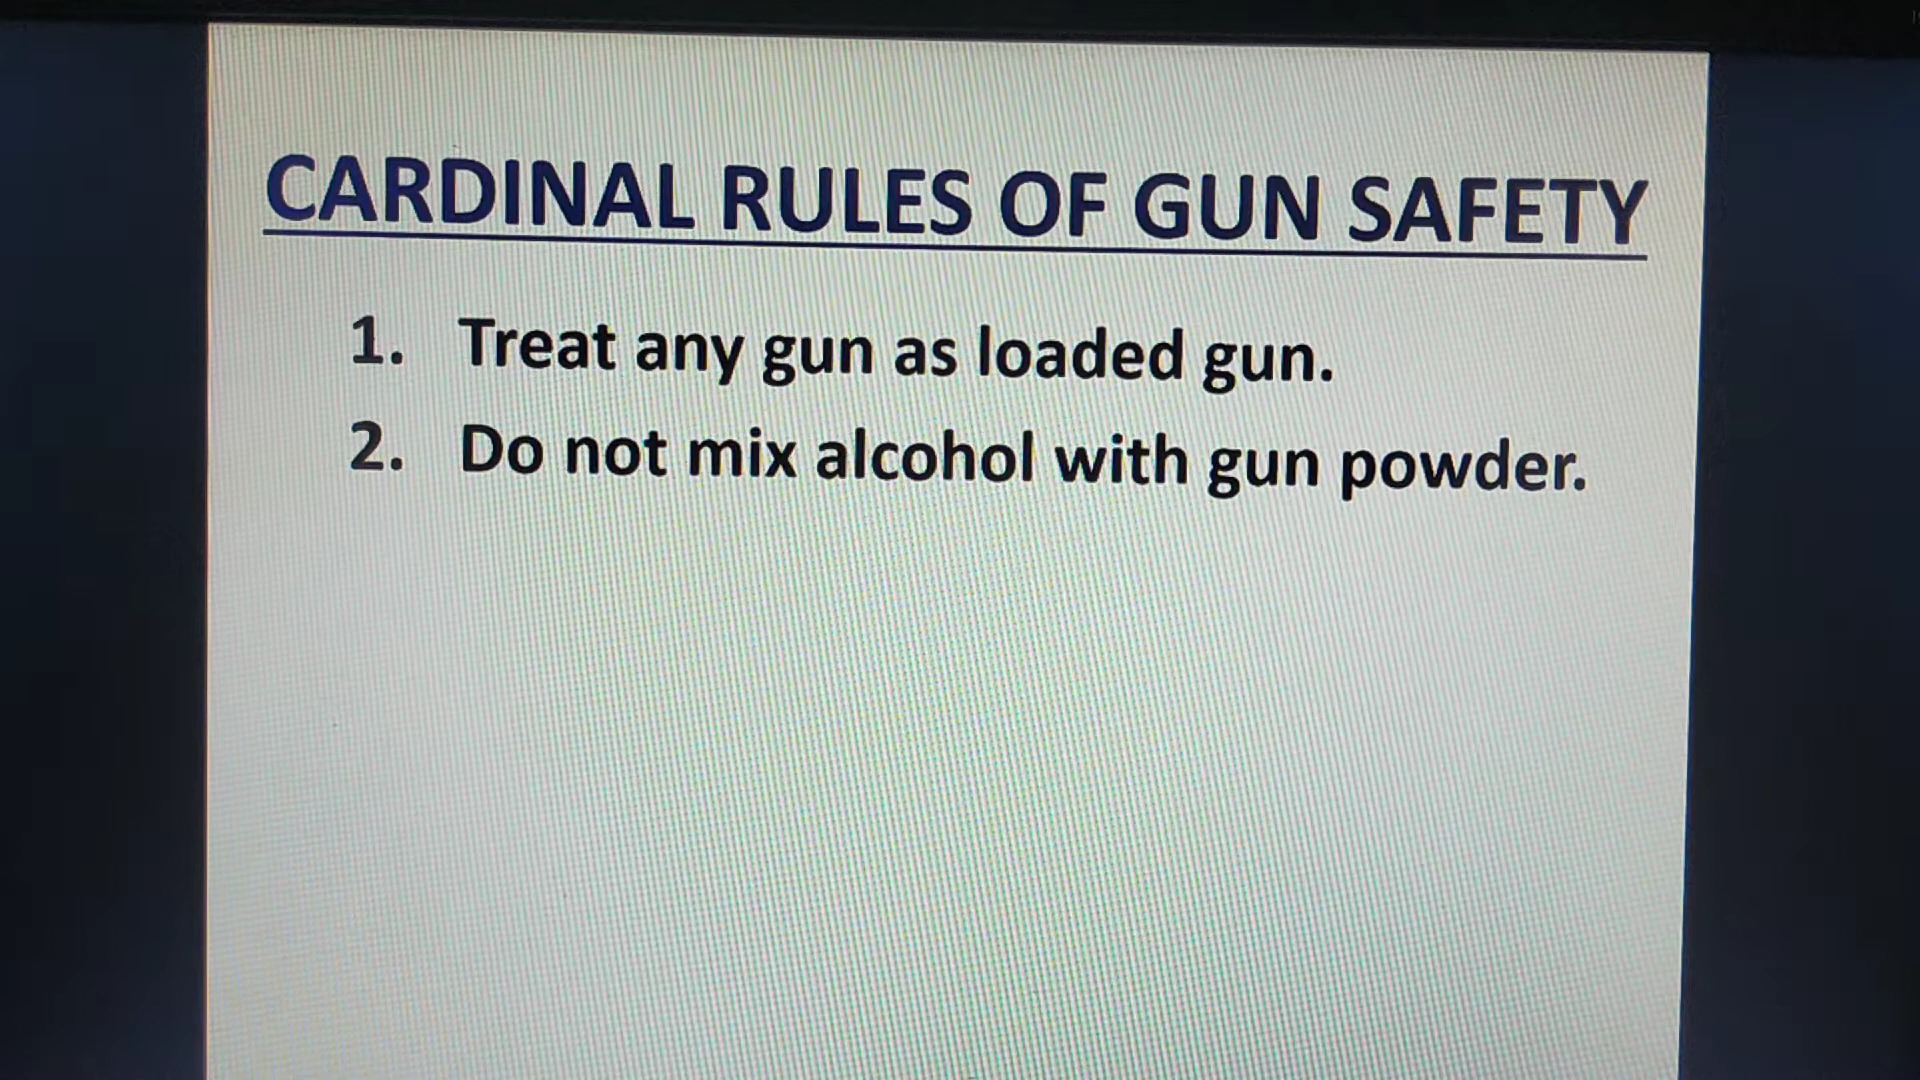 CARDINAL RULES OF GUN SAFETY
1. Treat any gun as loaded gun.
2. Do not mix alcohol with gun powder.